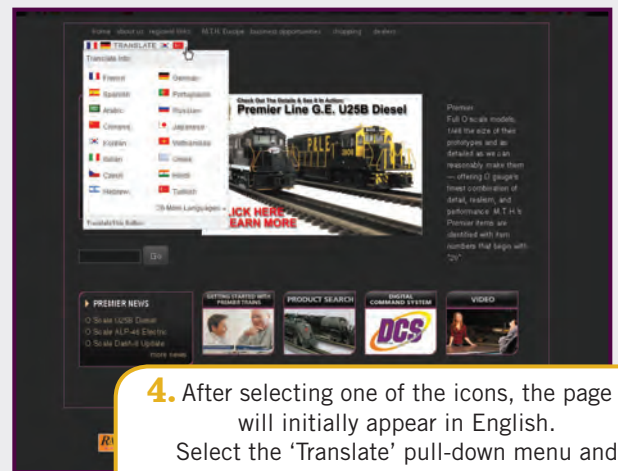 home about us regional links M.T.H. Europe business opportunities shopping dealers
TRANSLATE
Translate Into:
French German
Spanish Portuguese
Arabic Russian
Chinese Japanese
Korean Vietnamese
Italian Greek
Czech Hindi
Hebrew Turkish
More Languages
Check Out The Details & See It In Action:
Premier Line G.E. U25B Diesel
P&LE
LICK HERE
EARN MORE
Premier
Full O scale models,
1/48 the size of their
prototypes and as
detailed as we can
reasonably make them
— offering O gauge's
finest combination of
detail, realism, and
performance. M.T.H.'s
Premier items are
identified with item
numbers that begin with
"20".
Go
PREMIER NEWS
O Scale U25B Diesel
O Scale ALP-46 Electric
O Scale Dash-8 Update
more news
GETTING STARTED WITH
PREMIER TRAINS
PRODUCT SEARCH
DIGITAL
COMMAND SYSTEM
DCS
VIDEO
4. After selecting one of the icons, the page
will initially appear in English.
Select the 'Translate' pull-down menu and